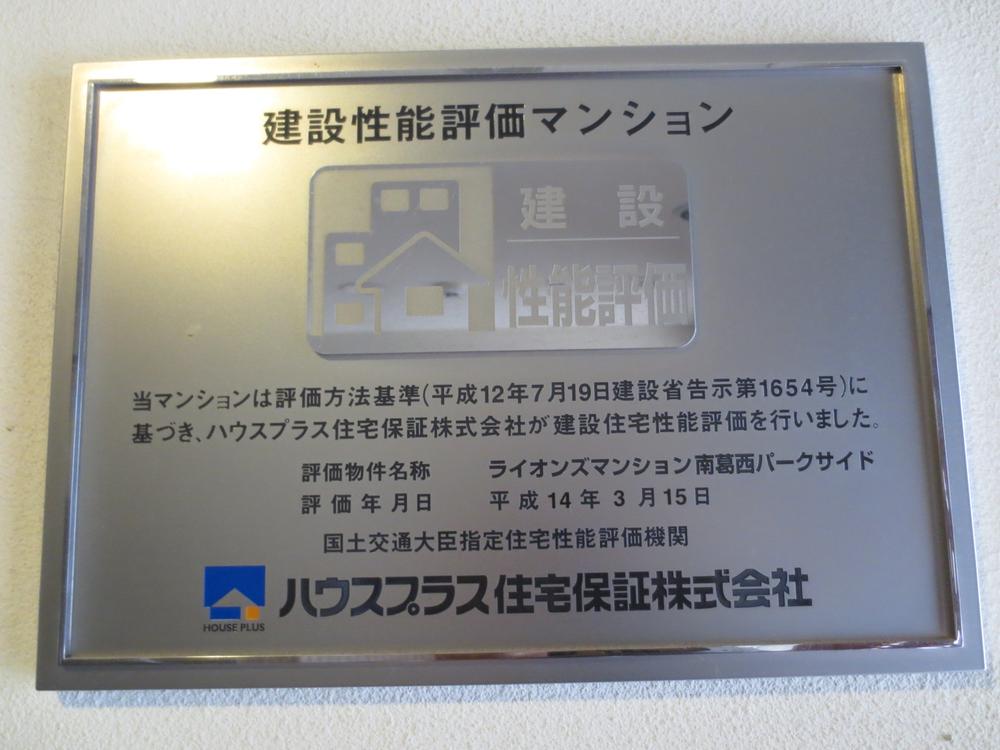 建設性能評価マンション
建設
性能評価
当マンションは評価方法基準(平成12年7月19日建設省告示第1654号)に
基づき、ハウスプラス住宅保証株式会社が建設住宅性能評価を行いました。
評価物件名称 ライオンズマンション南葛西パークサイド
評価年月日 平成14年3月15日
国土交通大臣指定住宅性能評価機関
ハウスプラス住宅保証株式会社
HOUSE PLUS